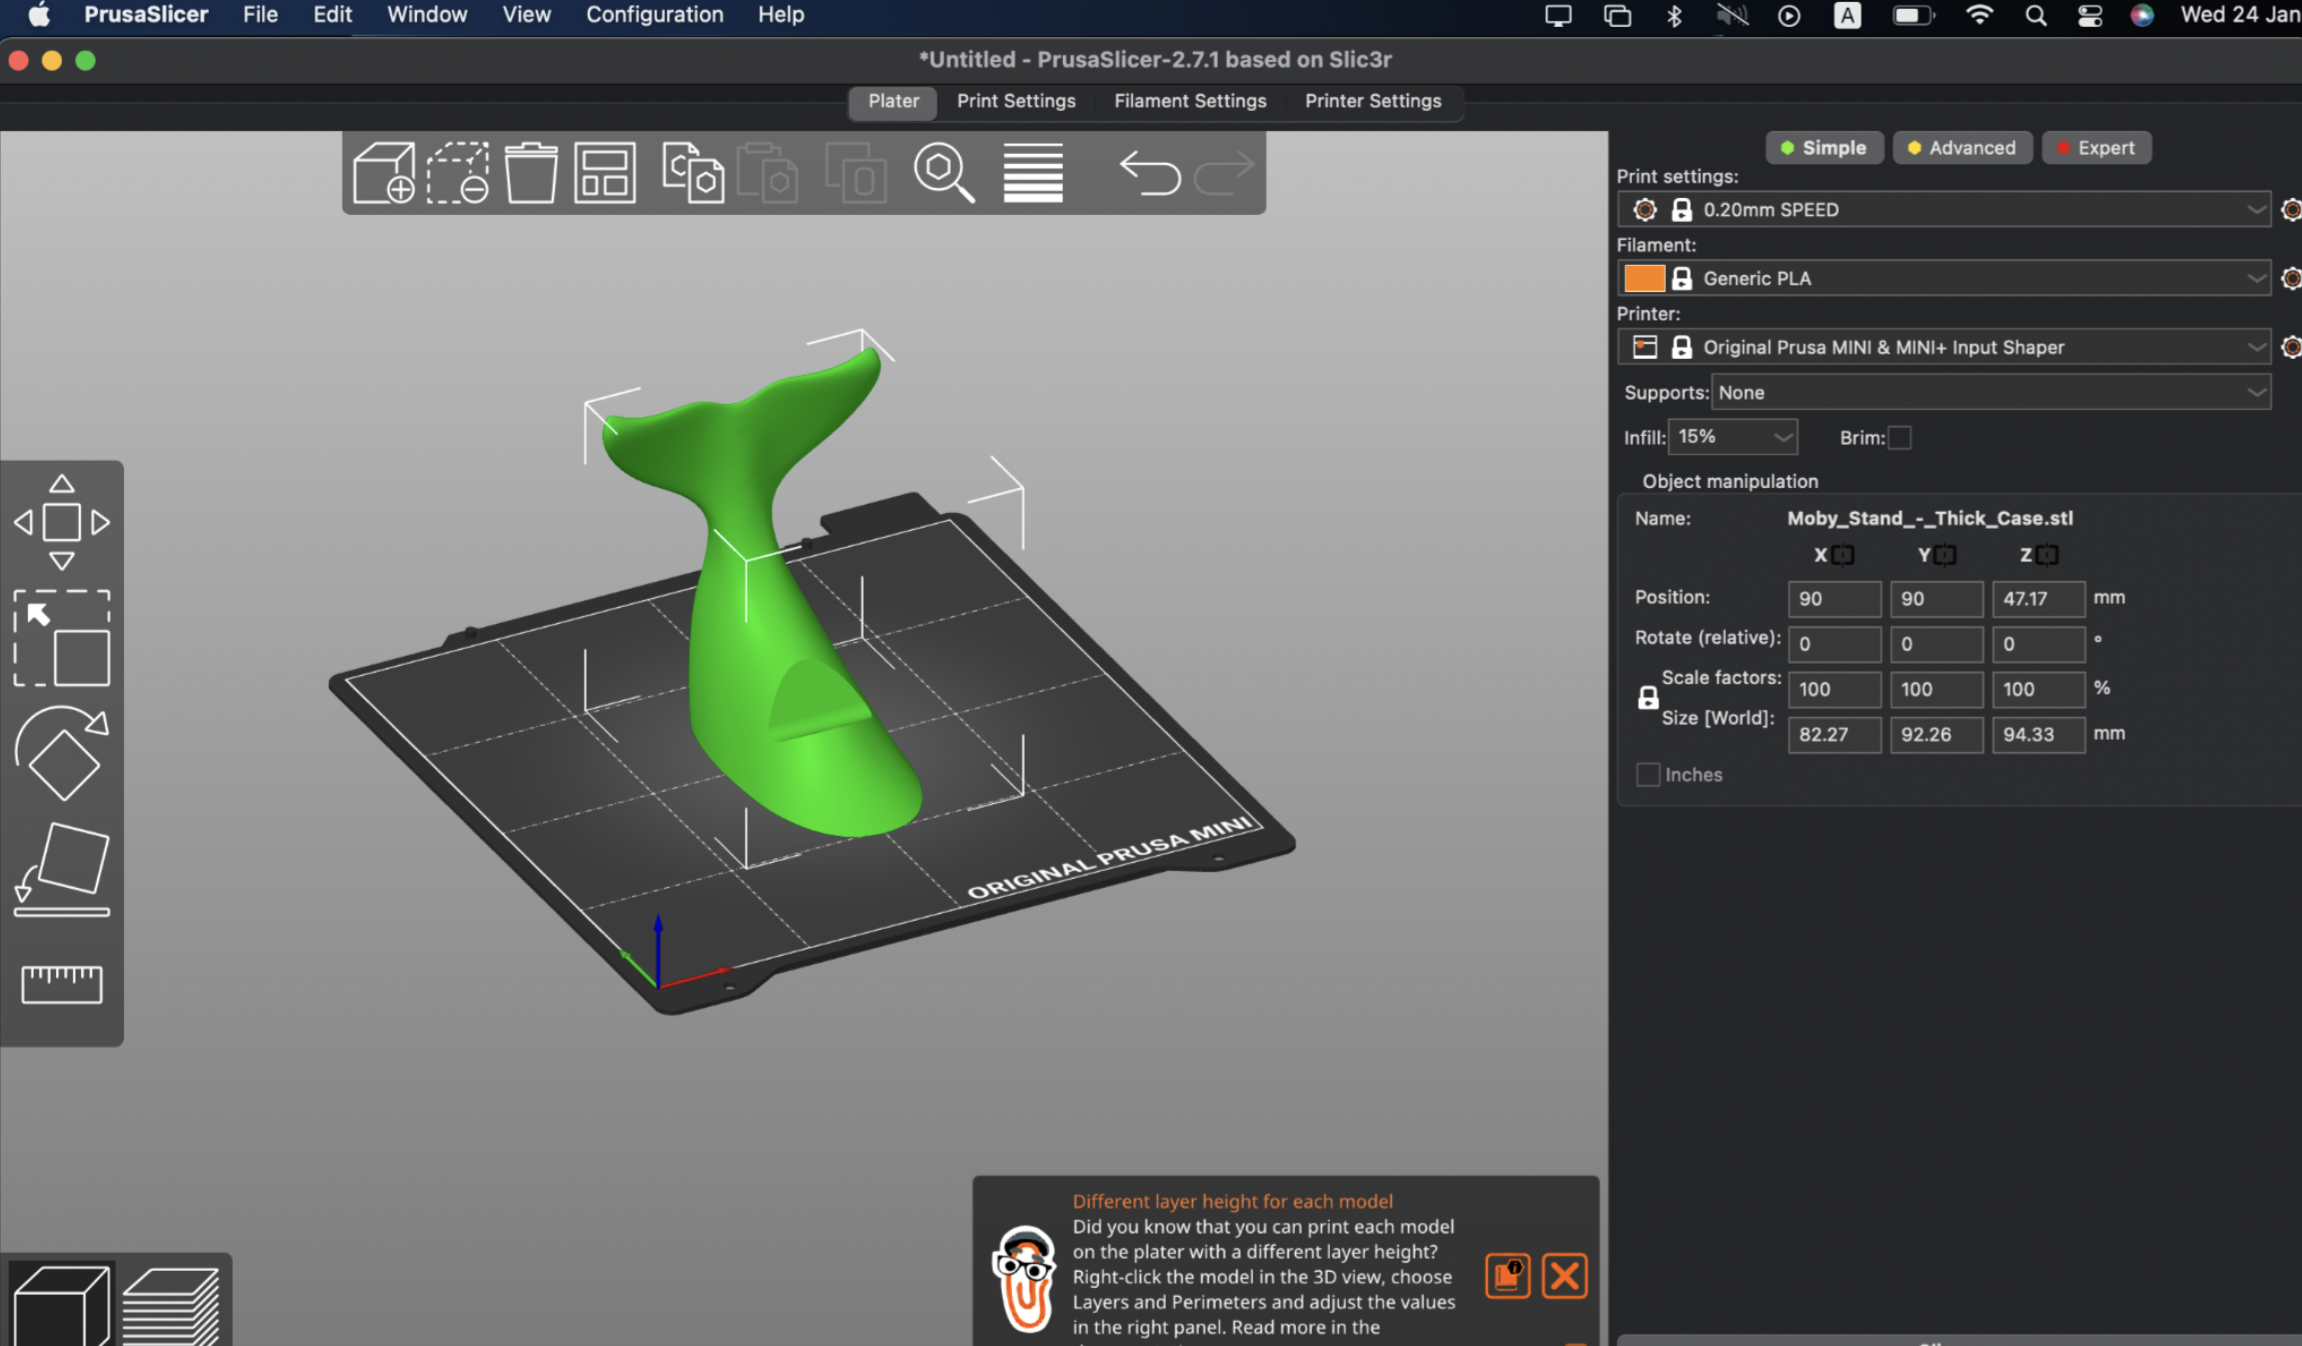 PrusaSlicer File Edit Window View Configuration Help A Wed 24 Jan
*Untitled - PrusaSlicer-2.7.1 based on Slic3r
Plater Print Settings Filament Settings Printer Settings
Simple Advanced Expert
Print settings:
0.20mm SPEED
Filament:
Generic PLA
Printer:
Original Prusa MINI & MINI+ Input Shaper
Supports: None
Infill: 15% Brim:
Object manipulation
Name: Moby_Stand_-_Thick_Case.stl
X Y Z
Position: 90 90 47.17 mm
Rotate (relative): 0 0 0 °
Scale factors: 100 100 100 %
Size [World]: 82.27 92.26 94.33 mm
Inches
ORIGINAL PRUSA MINI
Different layer height for each model
Did you know that you can print each model
on the plater with a different layer height?
Right-click the model in the 3D view, choose
Layers and Perimeters and adjust the values
in the right panel. Read more in the